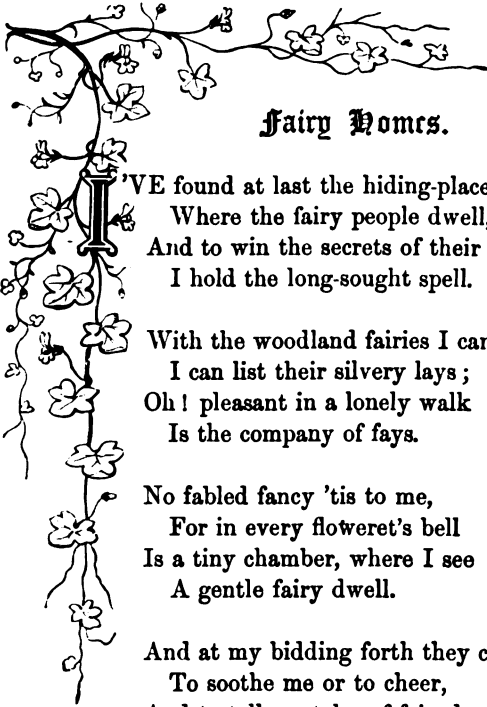 Fairy Homes.
I'VE found at last the hiding-place
Where the fairy people dwell,
And to win the secrets of their
I hold the long-sought spell.
With the woodland fairies I can
I can list their silvery lays;
Oh! pleasant in a lonely walk
Is the company of fays.
No fabled fancy 'tis to me,
For in every floweret's bell
Is a tiny chamber, where I see
A gentle fairy dwell.
And at my bidding forth they c
To soothe me or to cheer,